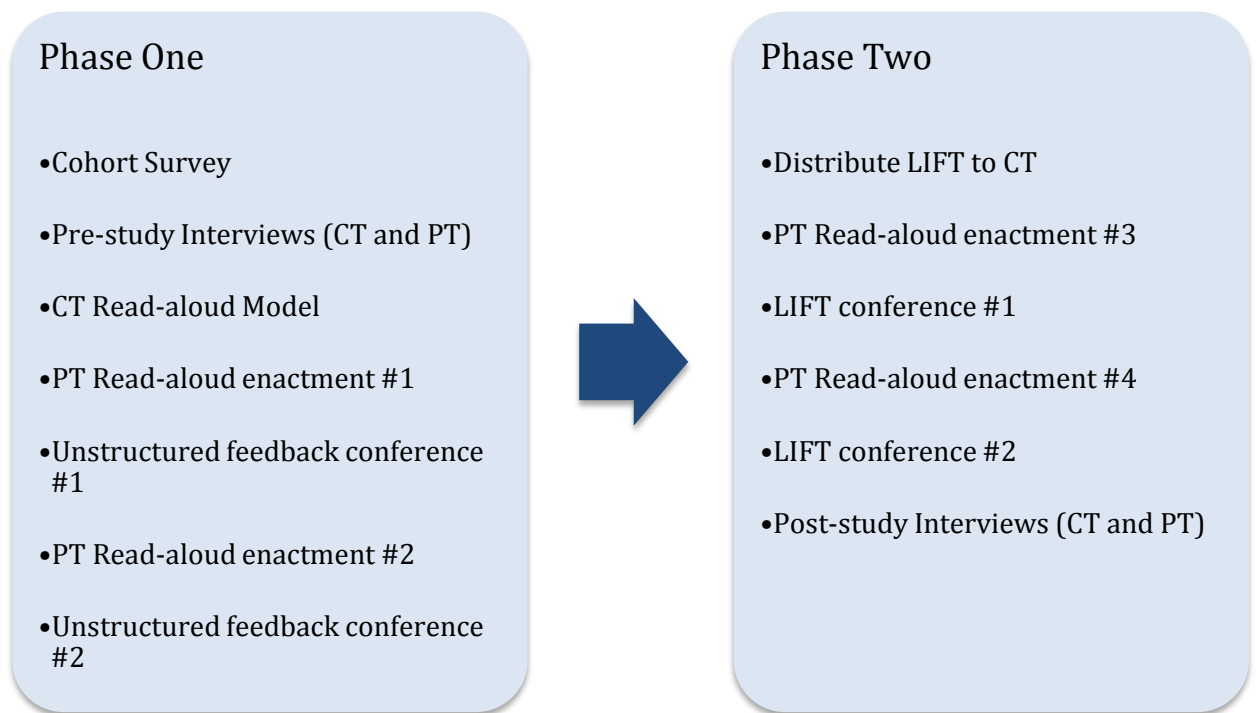 Phase One
•Cohort Survey
•Pre-study Interviews (CT and PT)
•CT Read-aloud Model
•PT Read-aloud enactment #1
•Unstructured feedback conference
#1
•PT Read-aloud enactment #2
•Unstructured feedback conference
#2
Phase Two
•Distribute LIFT to CT
•PT Read-aloud enactment #3
•LIFT conference #1
•PT Read-aloud enactment #4
•LIFT conference #2
•Post-study Interviews (CT and PT)